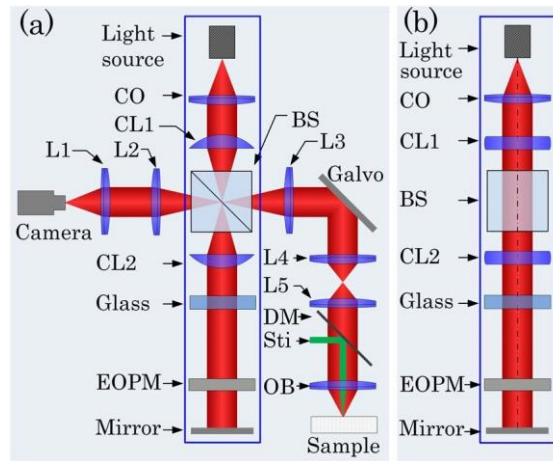 (a)
Light
source
CO
CL1
BS
L1
L2
L3
Galvo
Camera
CL2
L4
Glass
L5
DM
Sti
EOPM
OB
Mirror
Sample
(b)
Light
source
CO
CL1
BS
CL2
Glass
EOPM
Mirror